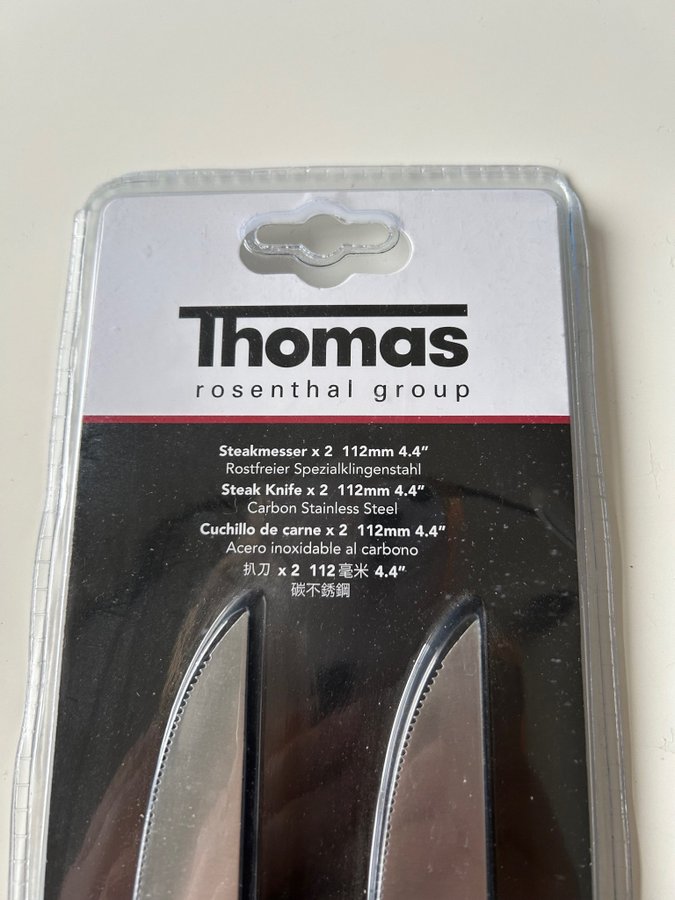 Thomas
rosenthal group
Steakmesser x 2 112mm 4.4”
Rostfreier Spezialklingenstahl
Steak Knife x 2 112mm 4.4”
Carbon Stainless Steel
Cuchillo de carne x 2 112mm 4.4”
Acero inoxidable al carbono
扒刀 x 2 112毫米 4.4”
碳不銹鋼